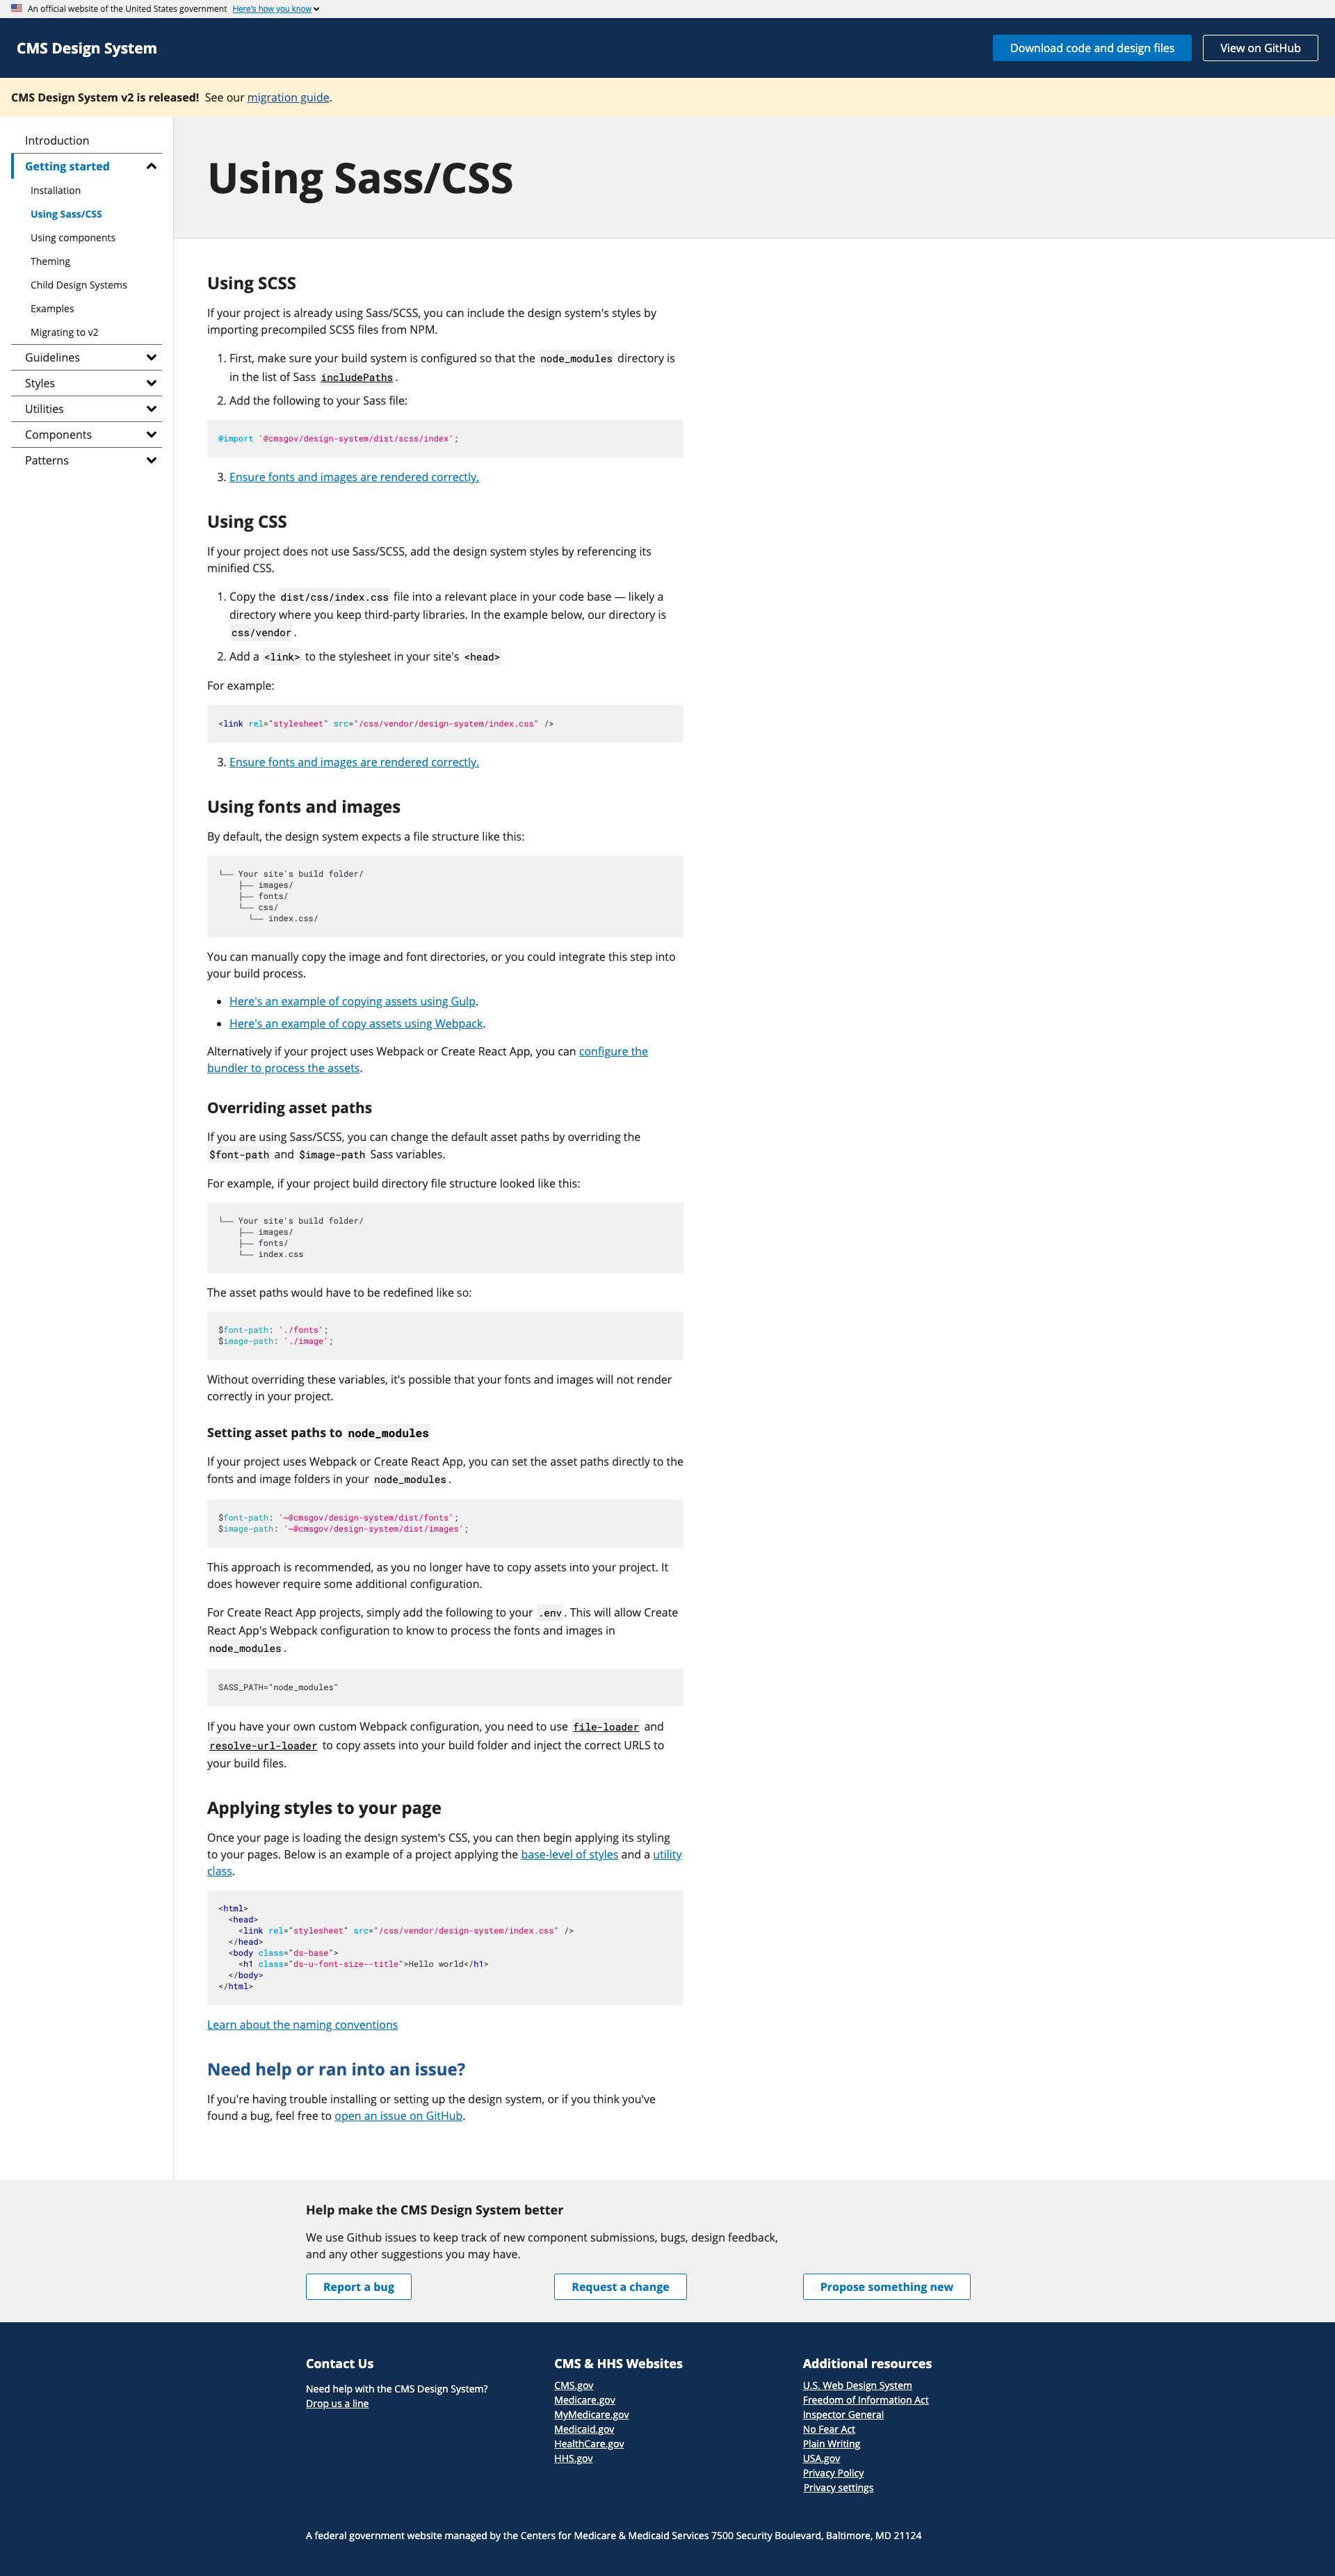 An official website of the United States government Here's how you know
CMS Design System
Download code and design files
View on GitHub
CMS Design System v2 is released! See our migration guide.
Introduction
Getting started
Installation
Using Sass/CSS
Using components
Theming
Child Design Systems
Examples
Migrating to v2
Guidelines
Styles
Utilities
Components
Patterns
Using Sass/CSS
Using SCSS
If your project is already using Sass/SCSS, you can include the design system's styles by
importing precompiled SCSS files from NPM.
1. First, make sure your build system is configured so that the node_modules directory is
in the list of Sass includePaths.
2. Add the following to your Sass file:
@import '@cmsgov/design-system/dist/scss/index';
3. Ensure fonts and images are rendered correctly.
Using CSS
If your project does not use Sass/SCSS, add the design system styles by referencing its
minified CSS.
1. Copy the dist/css/index.css file into a relevant place in your code base — likely a
directory where you keep third-party libraries. In the example below, our directory is
css/vendor.
2. Add a <link> to the stylesheet in your site's <head>
For example:
<link rel="stylesheet" src="/css/vendor/design-system/index.css" />
3. Ensure fonts and images are rendered correctly.
Using fonts and images
By default, the design system expects a file structure like this:
└── Your site's build folder/
    ├── images/
    ├── fonts/
    └── css/
      └── index.css/
You can manually copy the image and font directories, or you could integrate this step into
your build process.
• Here's an example of copying assets using Gulp.
• Here's an example of copy assets using Webpack.
Alternatively if your project uses Webpack or Create React App, you can configure the
bundler to process the assets.
Overriding asset paths
If you are using Sass/SCSS, you can change the default asset paths by overriding the
$font-path and $image-path Sass variables.
For example, if your project build directory file structure looked like this:
└── Your site's build folder/
    ├── images/
    ├── fonts/
    └── index.css
The asset paths would have to be redefined like so:
$font-path: './fonts';
$image-path: './image';
Without overriding these variables, it's possible that your fonts and images will not render
correctly in your project.
Setting asset paths to node_modules
If your project uses Webpack or Create React App, you can set the asset paths directly to the
fonts and image folders in your node_modules.
$font-path: '~@cmsgov/design-system/dist/fonts';
$image-path: '~@cmsgov/design-system/dist/images';
This approach is recommended, as you no longer have to copy assets into your project. It
does however require some additional configuration.
For Create React App projects, simply add the following to your .env. This will allow Create
React App's Webpack configuration to know to process the fonts and images in
node_modules.
SASS_PATH="node_modules"
If you have your own custom Webpack configuration, you need to use file-loader and
resolve-url-loader to copy assets into your build folder and inject the correct URLS to
your build files.
Applying styles to your page
Once your page is loading the design system's CSS, you can then begin applying its styling
to your pages. Below is an example of a project applying the base-level of styles and a utility
class.
<html>
  <head>
    <link rel="stylesheet" src="/css/vendor/design-system/index.css" />
  </head>
  <body class="ds-base">
    <h1 class="ds-u-font-size--title">Hello world</h1>
  </body>
</html>
Learn about the naming conventions
Need help or ran into an issue?
If you're having trouble installing or setting up the design system, or if you think you've
found a bug, feel free to open an issue on GitHub.
Help make the CMS Design System better
We use Github issues to keep track of new component submissions, bugs, design feedback,
and any other suggestions you may have.
Report a bug
Request a change
Propose something new
Contact Us
Need help with the CMS Design System?
Drop us a line
CMS & HHS Websites
CMS.gov
Medicare.gov
MyMedicare.gov
Medicaid.gov
HealthCare.gov
HHS.gov
Additional resources
U.S. Web Design System
Freedom of Information Act
Inspector General
No Fear Act
Plain Writing
USA.gov
Privacy Policy
Privacy settings
A federal government website managed by the Centers for Medicare & Medicaid Services 7500 Security Boulevard, Baltimore, MD 21124